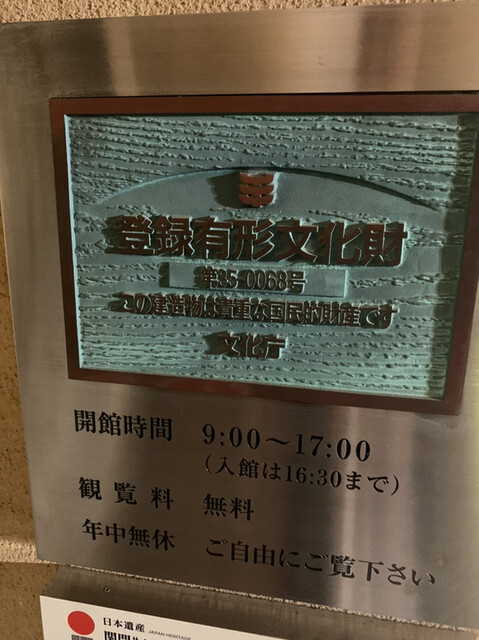 登録有形文化財
第35-0068号
この建造物は貴重な国民的財産です
文化庁
開館時間 9:00～17:00
(入館は16:30まで)
観覧料 無料
年中無休 ご自由にご覧下さい
日本遺産 JAPAN HERITAGE